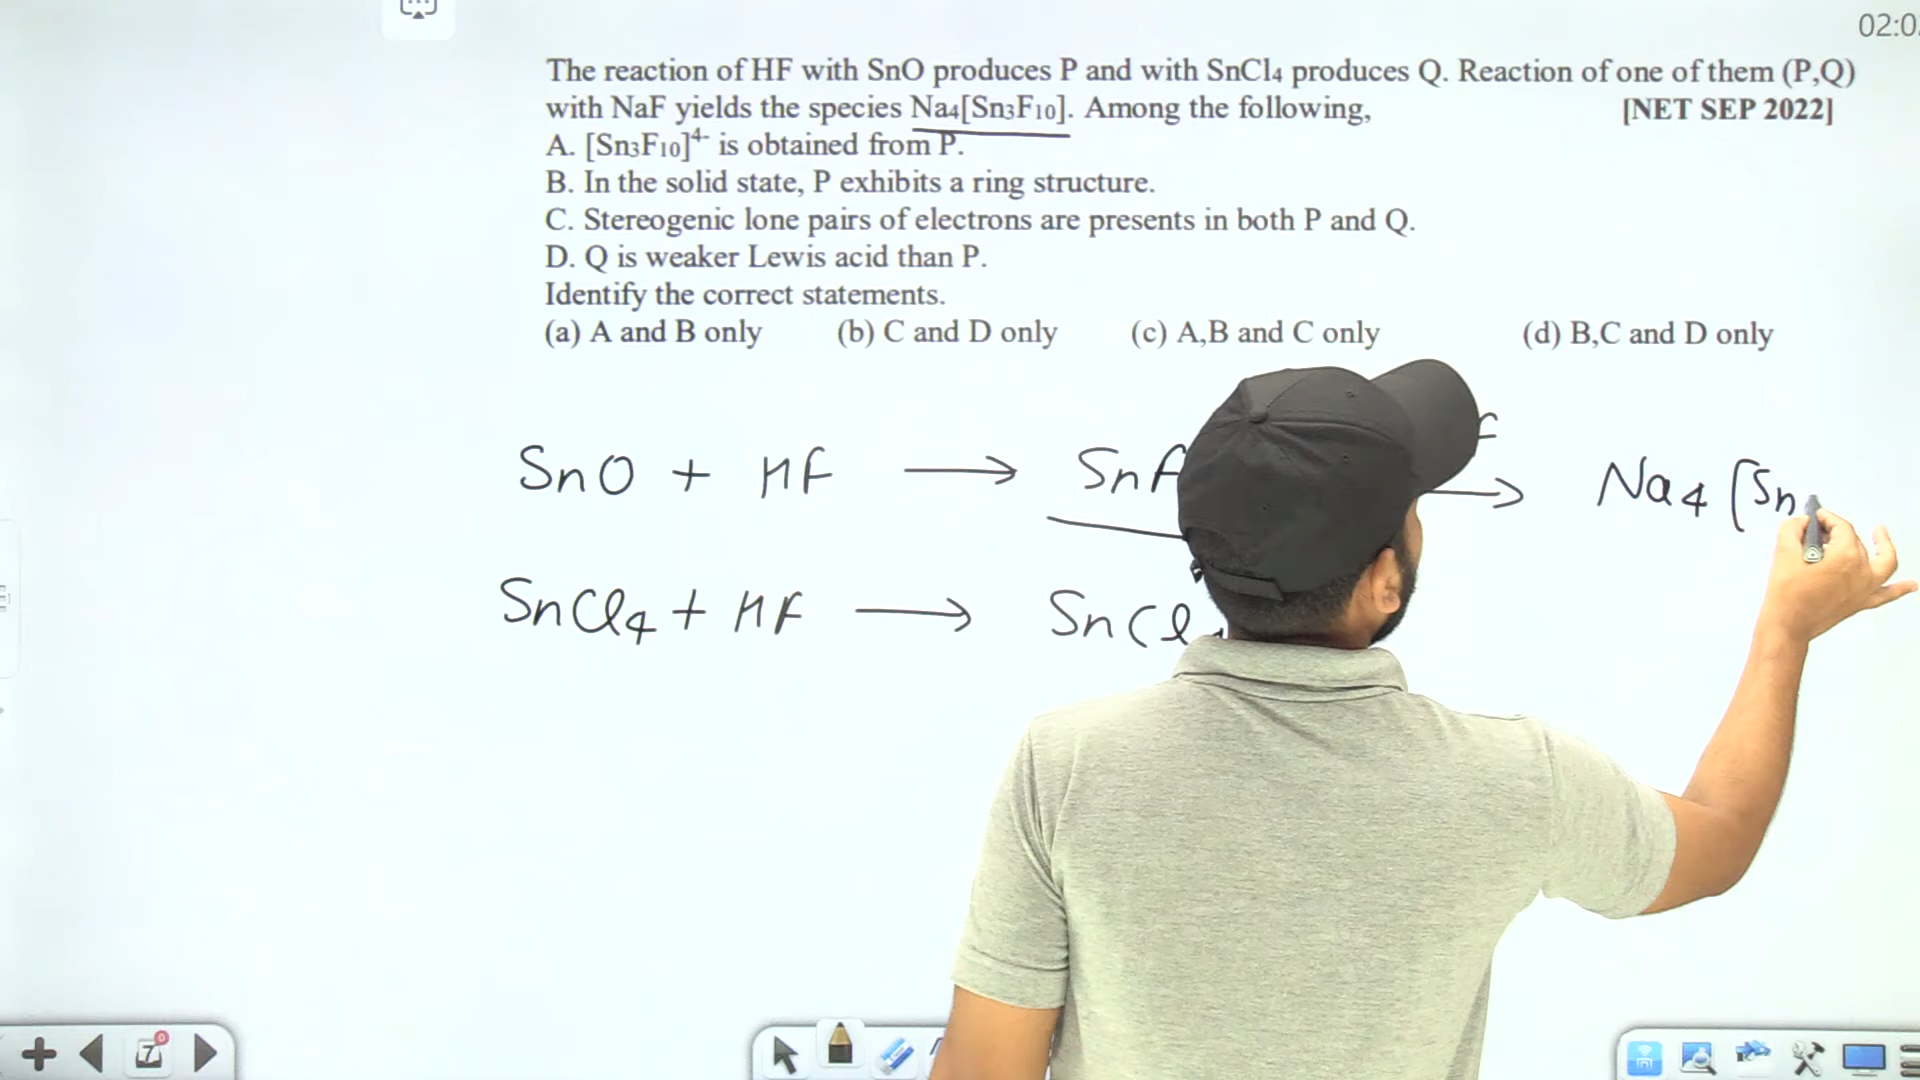 02:0
The reaction of HF with SnO produces P and with SnCl4 produces Q. Reaction of one of them (P,Q)
with NaF yields the species Na4[Sn3F10]. Among the following, [NET SEP 2022]
A. [Sn3F10]4- is obtained from P.
B. In the solid state, P exhibits a ring structure.
C. Stereogenic lone pairs of electrons are presents in both P and Q.
D. Q is weaker Lewis acid than P.
Identify the correct statements.
(a) A and B only (b) C and D only (c) A,B and C only (d) B,C and D only
SnO + HF → SnF → Na4 [Sn
SnCl4 + HF → SnCl
7 0